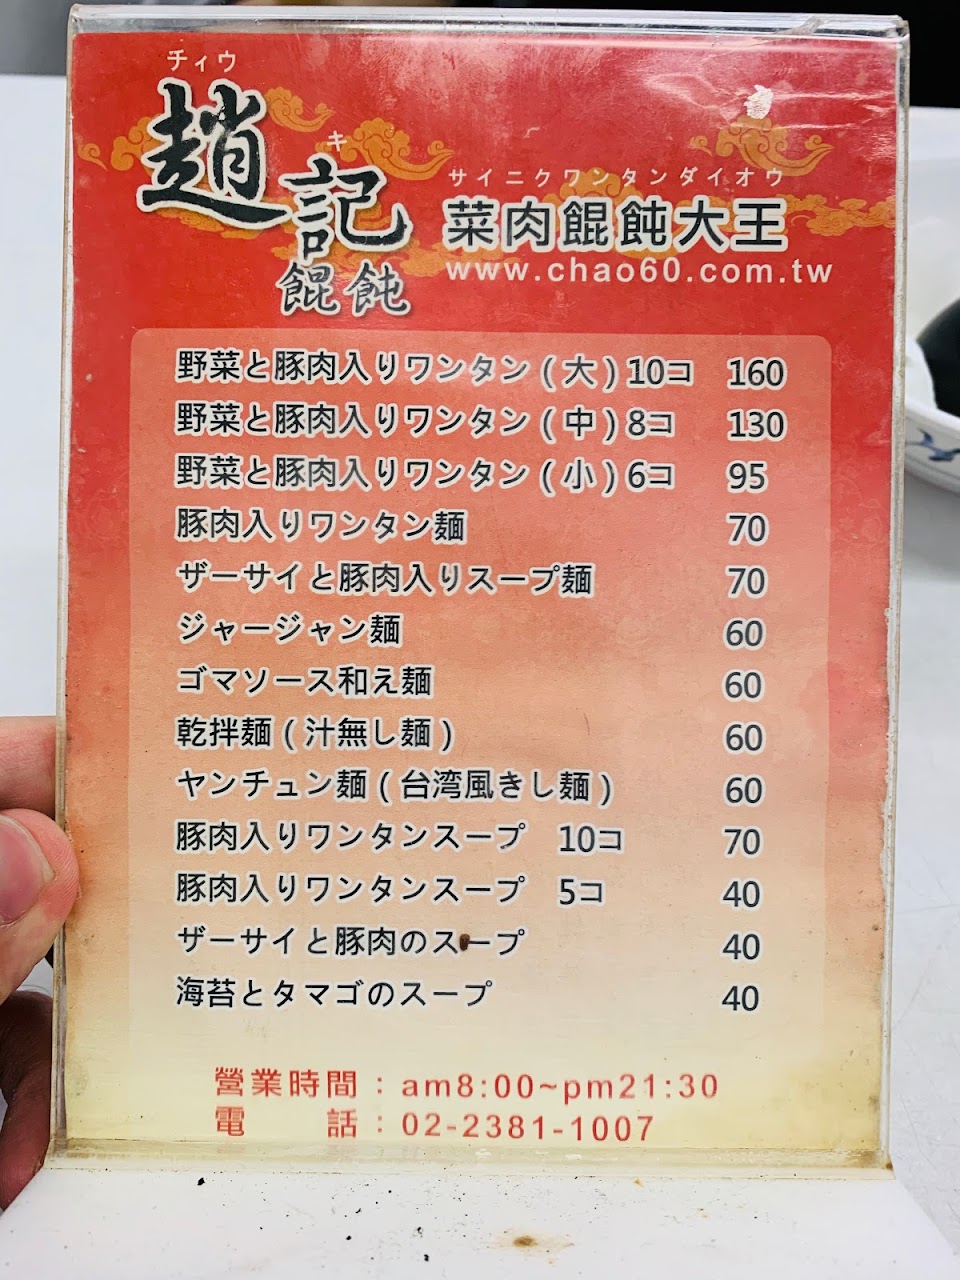 チィウ
趙
キ
記
餛飩
サイニクワンタンダイオウ
菜肉餛飩大王
www.chao60.com.tw
野菜と豚肉入りワンタン(大)10コ 160
野菜と豚肉入りワンタン(中)8コ 130
野菜と豚肉入りワンタン(小)6コ 95
豚肉入りワンタン麺 70
ザーサイと豚肉入りスープ麺 70
ジャージャン麺 60
ゴマソース和え麺 60
乾拌麺(汁無し麺) 60
ヤンチュン麺(台湾風きし麺) 60
豚肉入りワンタンスープ 10コ 70
豚肉入りワンタンスープ 5コ 40
ザーサイと豚肉のスープ 40
海苔とタマゴのスープ 40
營業時間：am8:00~pm21:30
電 話：02-2381-1007